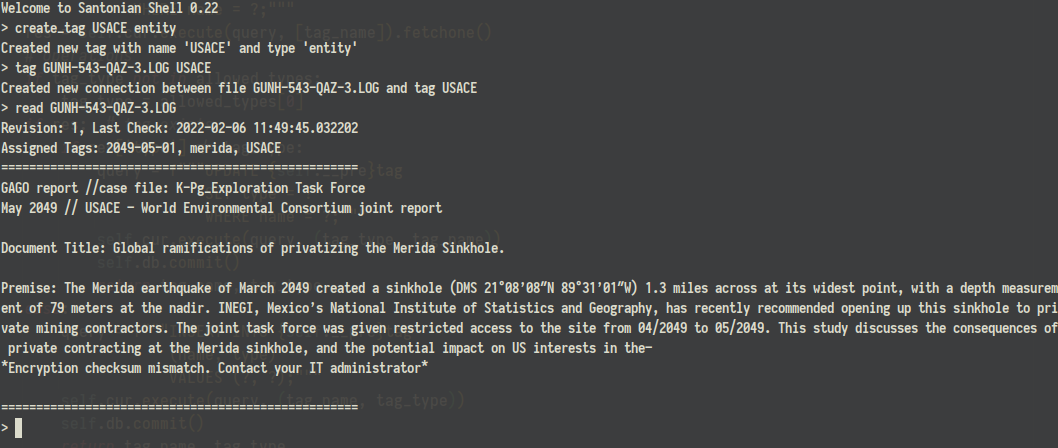 Welcome to Santonian Shell 0.22
> create_tag USACE entity
Created new tag with name 'USACE' and type 'entity'
> tag GUNH-543-QAZ-3.LOG USACE
Created new connection between file GUNH-543-QAZ-3.LOG and tag USACE
> read GUNH-543-QAZ-3.LOG
Revision: 1, Last Check: 2022-02-06 11:49:45.032202
Assigned Tags: 2049-05-01, merida, USACE
===================================================
GAGO report //case file: K-Pg_Exploration Task Force
May 2049 // USACE - World Environmental Consortium joint report
Document Title: Global ramifications of privatizing the Merida Sinkhole.
Premise: The Merida earthquake of March 2049 created a sinkhole (DMS 21°08’08”N 89°31’01”W) 1.3 miles across at its widest point, with a depth measurem
ent of 79 meters at the nadir. INEGI, Mexico’s National Institute of Statistics and Geography, has recently recommended opening up this sinkhole to pri
vate mining contractors. The joint task force was given restricted access to the site from 04/2049 to 05/2049. This study discusses the consequences of
private contracting at the Merida sinkhole, and the potential impact on US interests in the-
*Encryption checksum mismatch. Contact your IT administrator*
===================================================
>